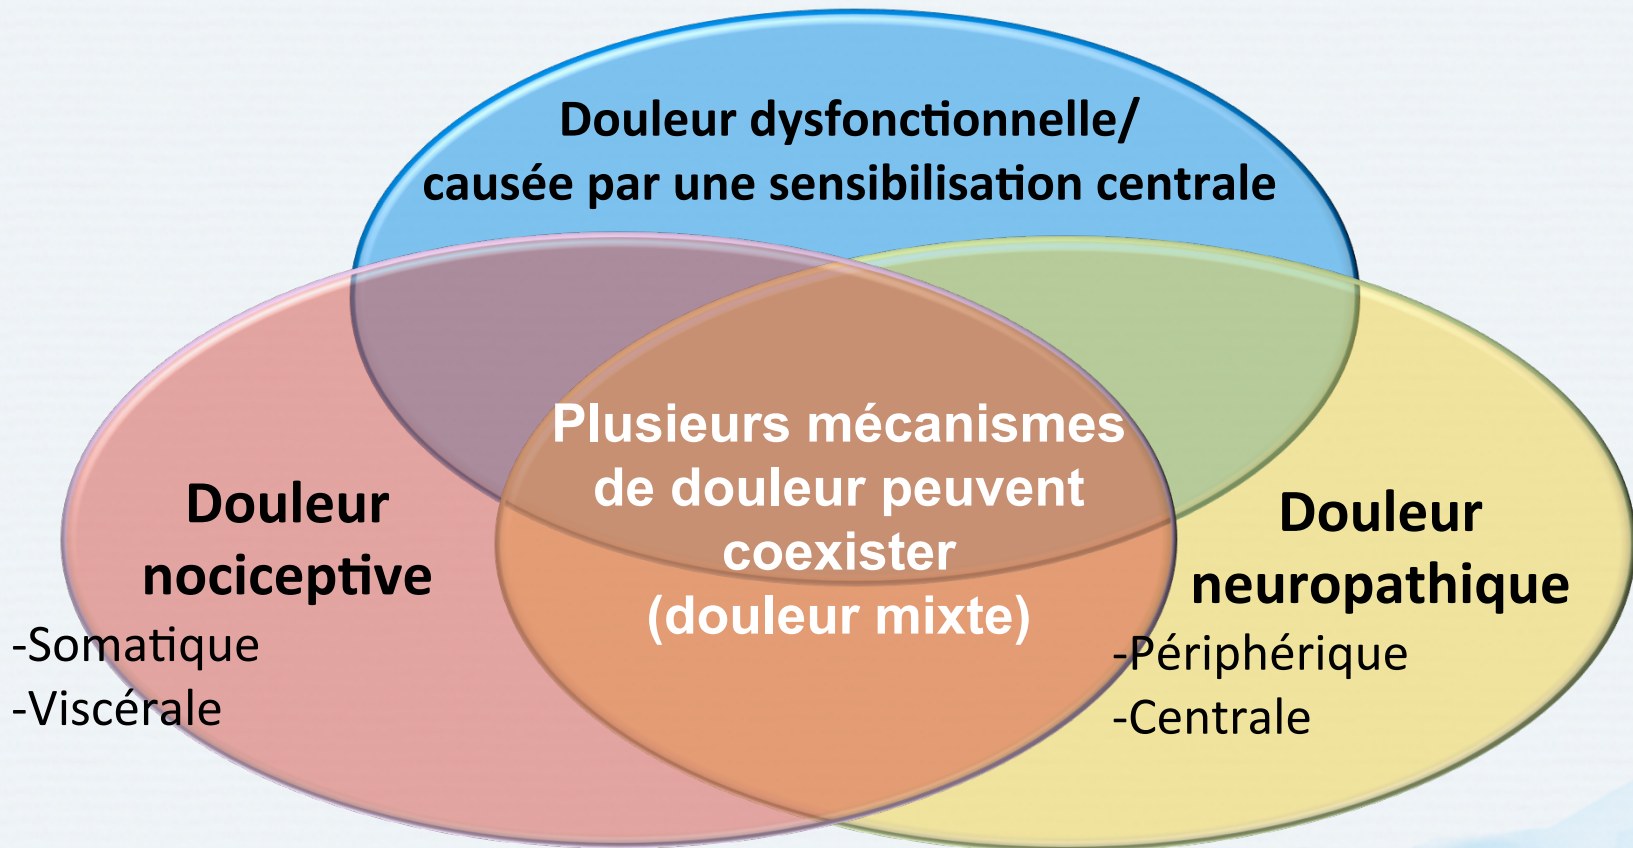 Douleur dysfonctionnelle/
causée par une sensibilisation centrale
Plusieurs mécanismes
de douleur peuvent
coexister
(douleur mixte)
Douleur
nociceptive
-Somatique
-Viscérale
Douleur
neuropathique
-Périphérique
-Centrale